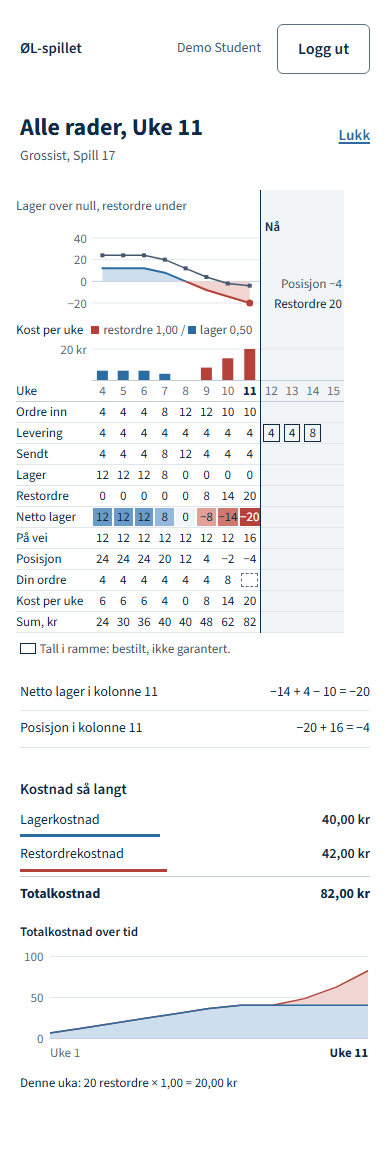 ØL-spillet Demo Student Logg ut
Alle rader, Uke 11 Lukk
Grossist, Spill 17
Lager over null, restordre under
Nå
40
20
0
−20
Posisjon −4
Restordre 20
Kost per uke restordre 1,00 / lager 0,50
20 kr
Uke 4 5 6 7 8 9 10 11 12 13 14 15
Ordre inn 4 4 4 8 12 12 10 10
Levering 4 4 4 4 4 4 4 4 4 4 8
Sendt 4 4 4 8 12 4 4 4
Lager 12 12 12 8 0 0 0 0
Restordre 0 0 0 0 0 8 14 20
Netto lager 12 12 12 8 0 −8 −14 −20
På vei 12 12 12 12 12 12 12 16
Posisjon 24 24 24 20 12 4 −2 −4
Din ordre 4 4 4 4 4 4 8
Kost per uke 6 6 6 4 0 8 14 20
Sum, kr 24 30 36 40 40 48 62 82
Tall i ramme: bestilt, ikke garantert.
Netto lager i kolonne 11 −14 + 4 − 10 = −20
Posisjon i kolonne 11 −20 + 16 = −4
Kostnad så langt
Lagerkostnad 40,00 kr
Restordrekostnad 42,00 kr
Totalkostnad 82,00 kr
Totalkostnad over tid
100
50
0
Uke 1 Uke 11
Denne uka: 20 restordre × 1,00 = 20,00 kr